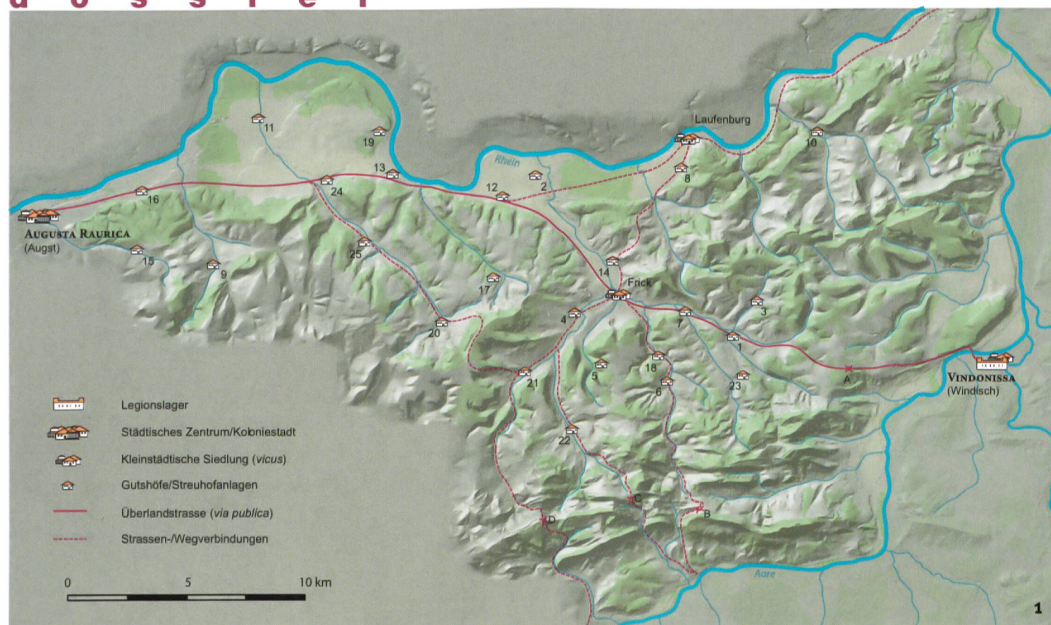 dossier
Laufenburg
11
19
10
Rhein
13
2
8
24
12
16
AUGUSTA RAURICA
(Augst)
25
15
9
14
17
Frick
4
3
7
20
1
18
5
21
23
6
A
VINDONISSA
(Windisch)
22
C
B
D
Aare
Legionslager
Städtisches Zentrum/Koloniestadt
Kleinstädtische Siedlung (vicus)
Gutshöfe/Streuhofanlagen
Überlandstrasse (via publica)
Strassen-/Wegverbindungen
0 5 10 km
1